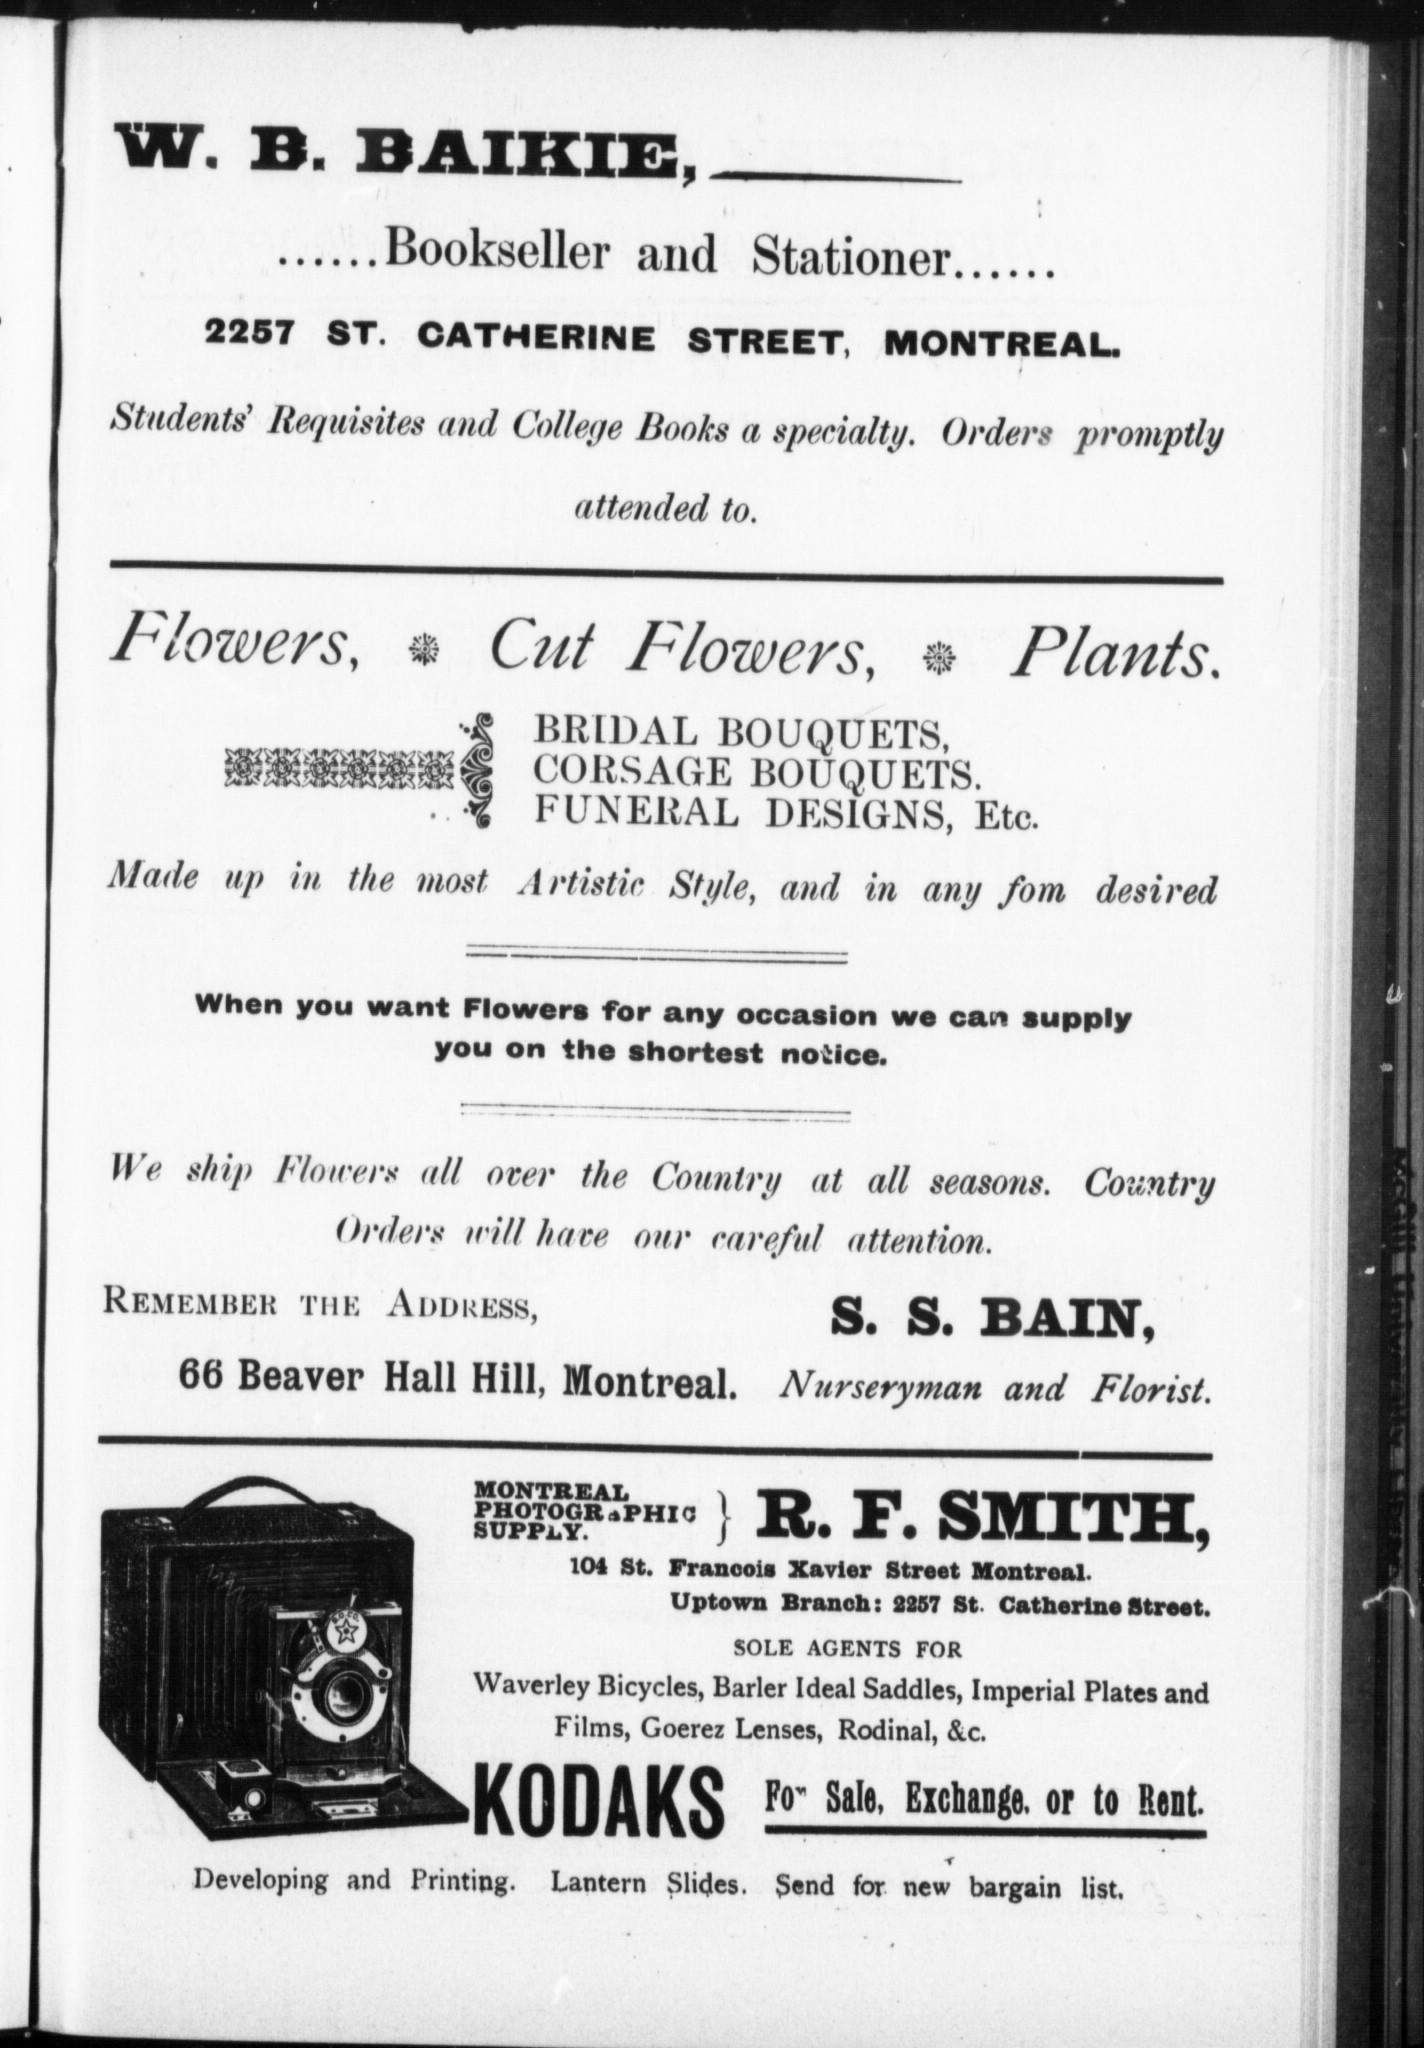 W. B. BAIKIE,
......Bookseller and Stationer......
2257 ST. CATHERINE STREET, MONTREAL.
Students' Requisites and College Books a specialty. Orders promptly
attended to.
Flowers, Cut Flowers, Plants.
BRIDAL BOUQUETS,
CORSAGE BOUQUETS.
FUNERAL DESIGNS, Etc.
Made up in the most Artistic Style, and in any fom desired
When you want Flowers for any occasion we can supply
you on the shortest notice.
We ship Flowers all over the Country at all seasons. Country
Orders will have our careful attention.
REMEMBER THE ADDRESS,
S. S. BAIN,
66 Beaver Hall Hill, Montreal. Nurseryman and Florist.
MONTREAL
PHOTOGRAPHIC
SUPPLY.
} R. F. SMITH,
104 St. Francois Xavier Street Montreal.
Uptown Branch: 2257 St. Catherine Street.
SOLE AGENTS FOR
Waverley Bicycles, Barler Ideal Saddles, Imperial Plates and
Films, Goerez Lenses, Rodinal, &c.
KODAKS For Sale, Exchange, or to Rent.
Developing and Printing. Lantern Slides. Send for new bargain list.